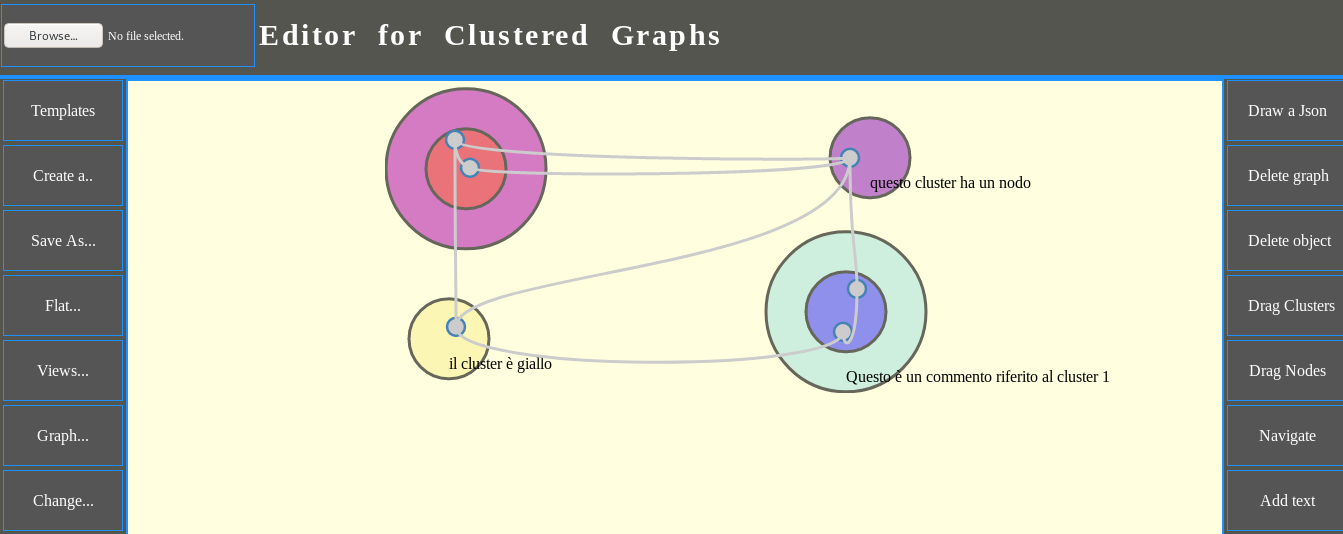 Browse...
No file selected.
Editor for Clustered Graphs
Templates
Create a..
Save As...
Flat...
Views...
Graph...
Change...
questo cluster ha un nodo
il cluster è giallo
Questo è un commento riferito al cluster 1
Draw a Json
Delete graph
Delete object
Drag Clusters
Drag Nodes
Navigate
Add text